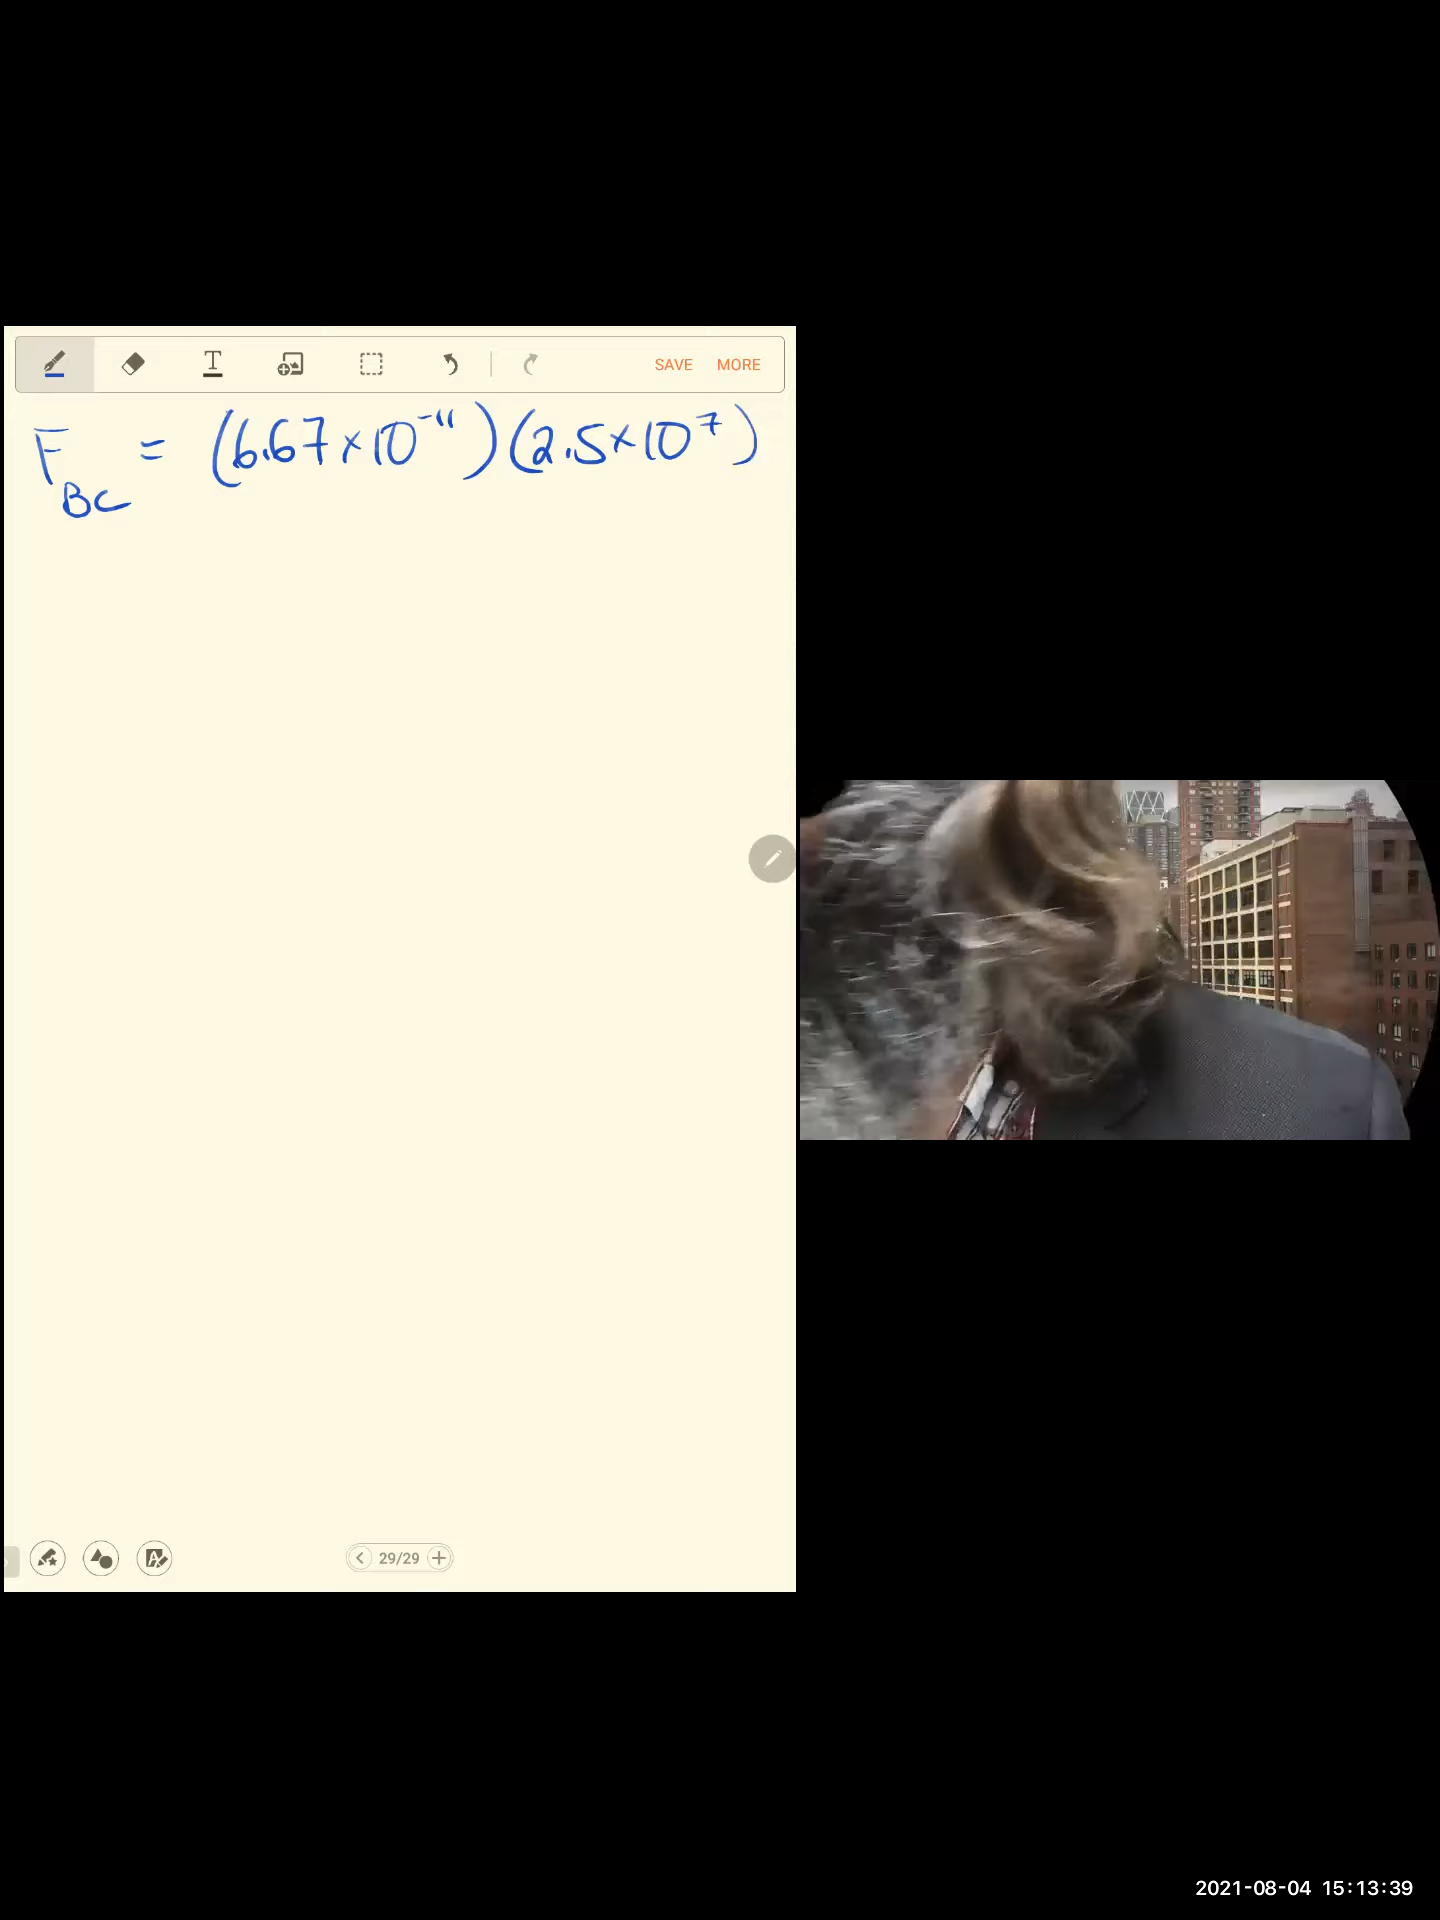 T
SAVE MORE
F_BC = (6.67×10^-11)(2.5×10^7)
A
29/29
2021-08-04 15:13:39